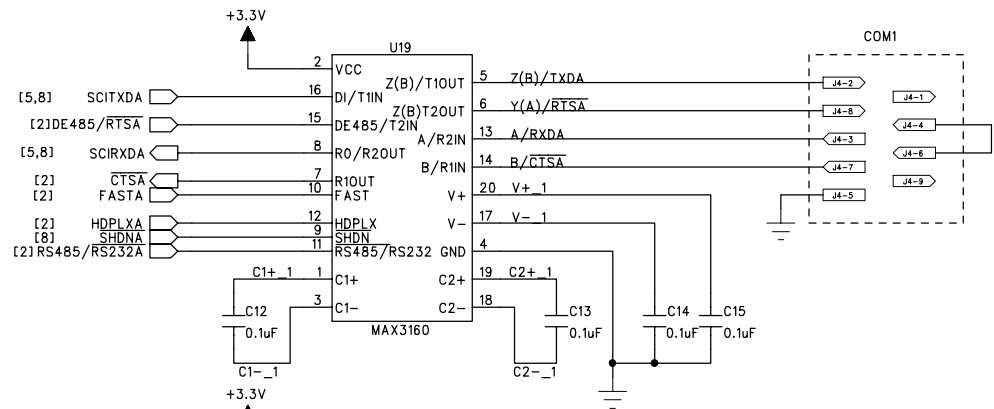 +3.3V
U19
COM1
2 VCC
Z(B)/T1OUT 5 Z(B)/TXDA J4-2
J4-1
[5,8] SCITXDA 16 DI/T1IN
Z(B)T2OUT 6 Y(A)/RTSA J4-8
[2]DE485/RTSA 15 DE485/T2IN
J4-4
A/R2IN 13 A/RXDA J4-3
[5,8] SCIRXDA 8 RO/R2OUT
J4-6
B/R1IN 14 B/CTSA J4-7
[2] CTSA 7 R1OUT
J4-9
[2] FASTA 10 FAST
V+ 20 V+_1 J4-5
[2] HDPLXA 12 HDPLX
V- 17 V-_1
[8] SHDNA 9 SHDN
[2]RS485/RS232A 11 RS485/RS232
GND 4
C1+_1 1 C1+
C2+ 19 C2+_1
3 C1-
C2- 18
C12 0.1uF
C13 0.1uF
C14 0.1uF
C15 0.1uF
MAX3160
C1-_1
C2-_1
+3.3V